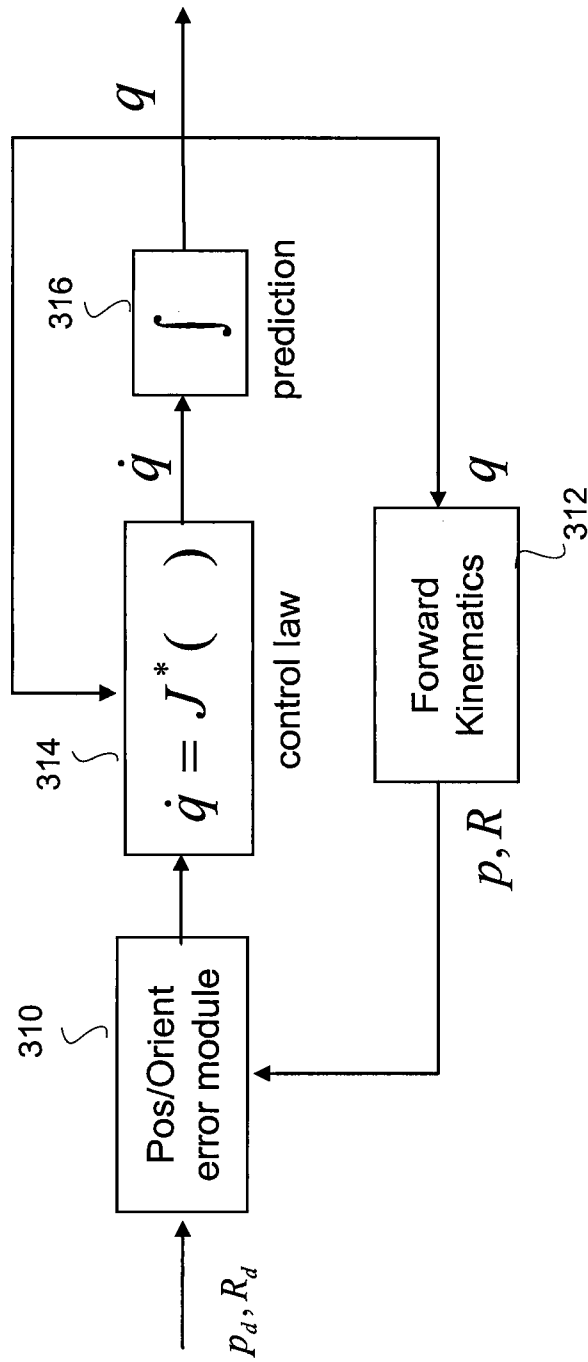 p_d, R_d
310
Pos/Orient
error module
314
q̇ = J*( )
control law
q̇
316
∫
prediction
q
q
312
Forward
Kinematics
p, R